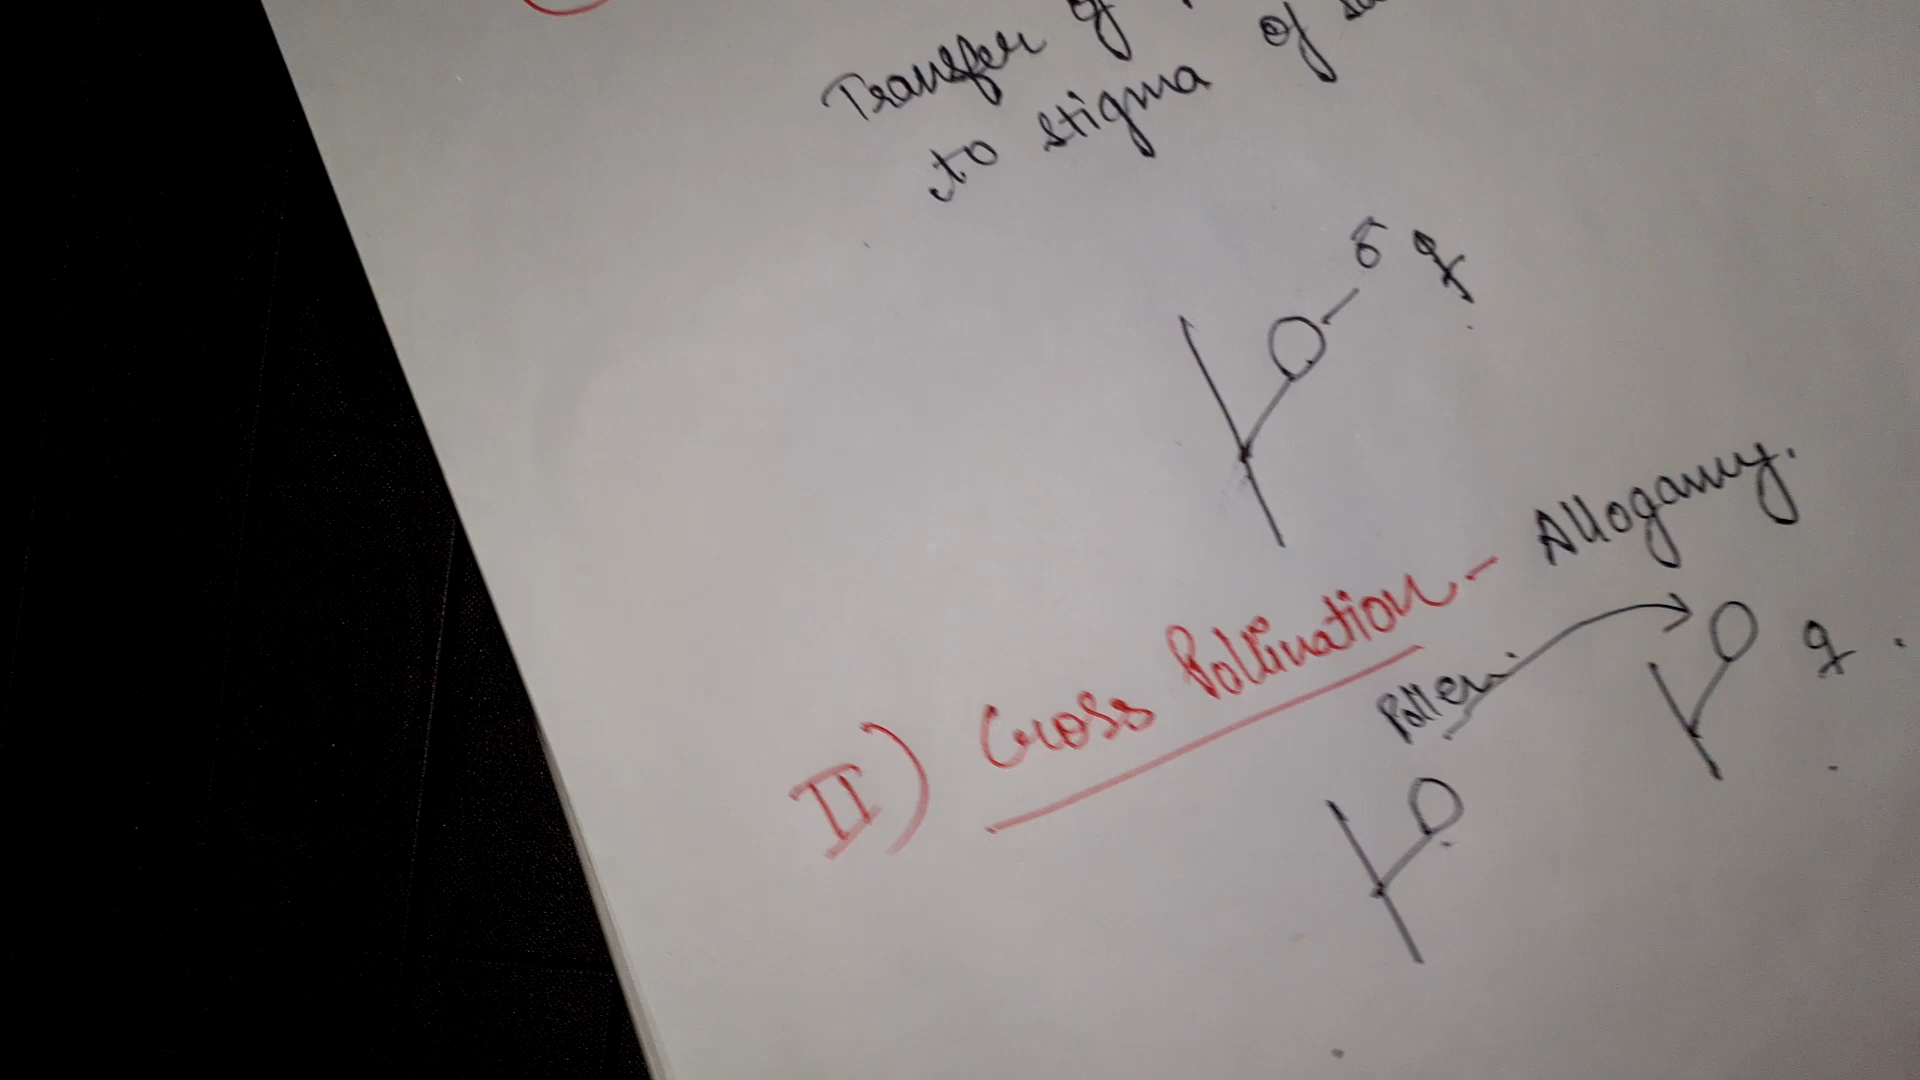 Transfer of
to stigma of
♂ ♀
II) Cross Pollination - Allogamy.
Pollen
♀